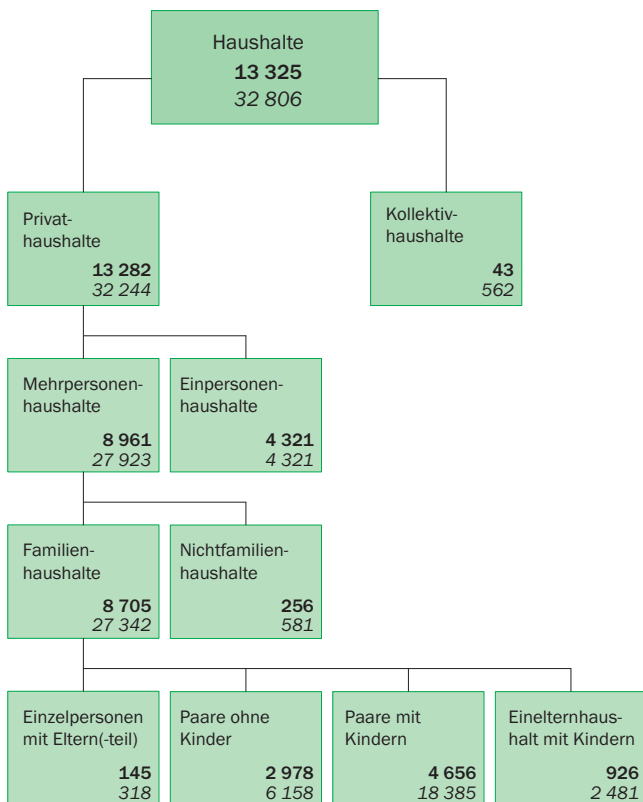 Haushalte
13 325
32 806
Privat-
haushalte
13 282
32 244
Kollektiv-
haushalte
43
562
Mehrpersonen-
haushalte
8 961
27 923
Einpersonen-
haushalte
4 321
4 321
Familien-
haushalte
8 705
27 342
Nichtfamilien-
haushalte
256
581
Einzelpersonen
mit Eltern(-teil)
145
318
Paare ohne
Kinder
2 978
6 158
Paare mit
Kindern
4 656
18 385
Einelternhaus-
halt mit Kindern
926
2 481